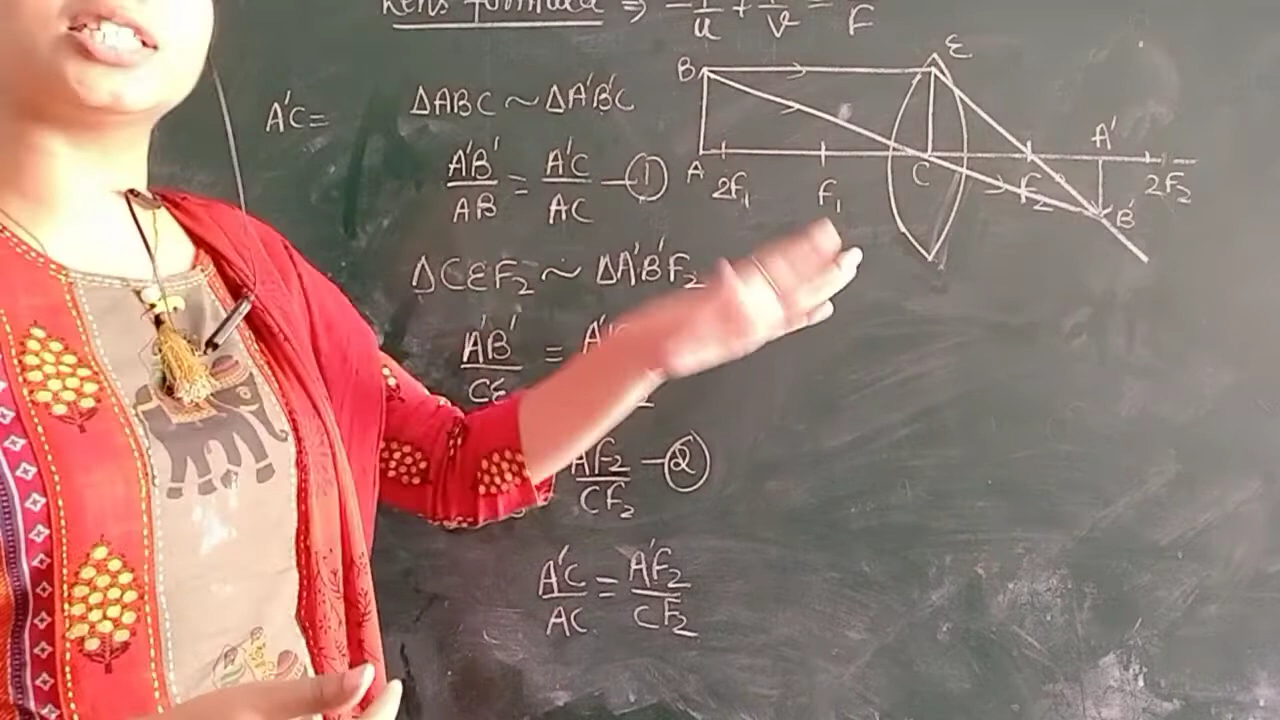 Lens formula ⇒ -1/u + 1/v = 1/F
A'C=
ΔABC ~ ΔA'B'C
A'B'/AB = A'C/AC —①
ΔCEF₂ ~ ΔA'B'F₂
A'B'/CE =
A'F₂/CF₂ —②
A'C/AC = A'F₂/CF₂
E
B
A'
A
2F₁
F₁
C
F₂
B'
2F₂